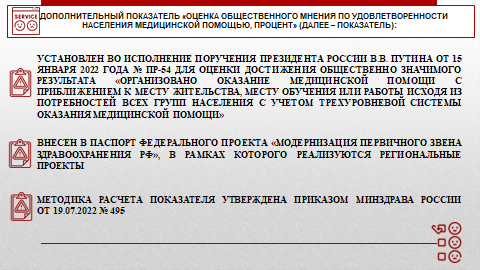 SERVICE
ДОПОЛНИТЕЛЬНЫЙ ПОКАЗАТЕЛЬ «ОЦЕНКА ОБЩЕСТВЕННОГО МНЕНИЯ ПО УДОВЛЕТВОРЕННОСТИ
НАСЕЛЕНИЯ МЕДИЦИНСКОЙ ПОМОЩЬЮ, ПРОЦЕНТ» (ДАЛЕЕ – ПОКАЗАТЕЛЬ):
УСТАНОВЛЕН ВО ИСПОЛНЕНИЕ ПОРУЧЕНИЯ ПРЕЗИДЕНТА РОССИИ В.В. ПУТИНА ОТ 15
ЯНВАРЯ 2022 ГОДА № ПР-54 ДЛЯ ОЦЕНКИ ДОСТИЖЕНИЯ ОБЩЕСТВЕННО ЗНАЧИМОГО
РЕЗУЛЬТАТА «ОРГАНИЗОВАНО ОКАЗАНИЕ МЕДИЦИНСКОЙ ПОМОЩИ С
ПРИБЛИЖЕНИЕМ К МЕСТУ ЖИТЕЛЬСТВА, МЕСТУ ОБУЧЕНИЯ ИЛИ РАБОТЫ ИСХОДЯ ИЗ
ПОТРЕБНОСТЕЙ ВСЕХ ГРУПП НАСЕЛЕНИЯ С УЧЕТОМ ТРЕХУРОВНЕВОЙ СИСТЕМЫ
ОКАЗАНИЯ МЕДИЦИНСКОЙ ПОМОЩИ»
ВНЕСЕН В ПАСПОРТ ФЕДЕРАЛЬНОГО ПРОЕКТА «МОДЕРНИЗАЦИЯ ПЕРВИЧНОГО ЗВЕНА
ЗДРАВООХРАНЕНИЯ РФ», В РАМКАХ КОТОРОГО РЕАЛИЗУЮТСЯ РЕГИОНАЛЬНЫЕ
ПРОЕКТЫ
МЕТОДИКА РАСЧЕТА ПОКАЗАТЕЛЯ УТВЕРЖДЕНА ПРИКАЗОМ МИНЗДРАВА РОССИИ
ОТ 19.07.2022 № 495